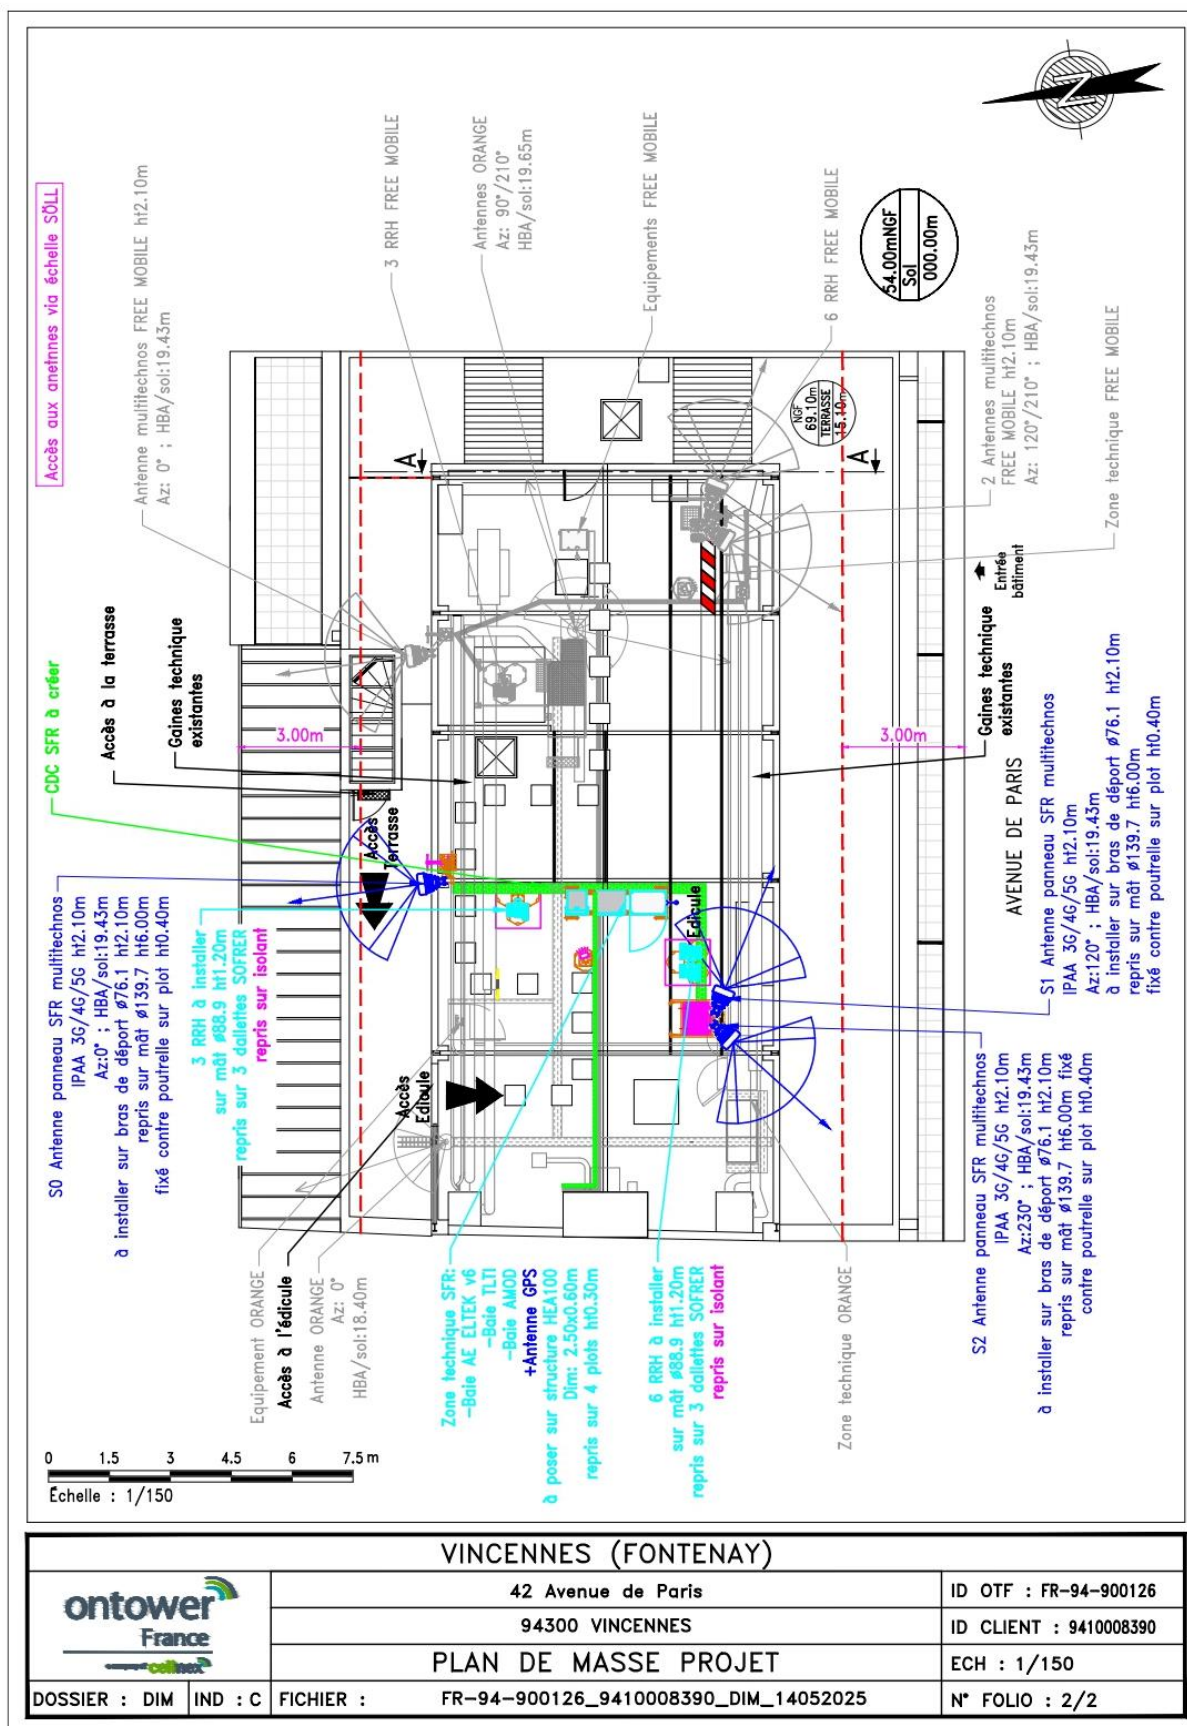 Accès aux anetnnes via échelle SÖLL
Antenne multitechnos FREE MOBILE ht2.10m
Az: 0° ; HBA/sol:19.43m
3 RRH FREE MOBILE
Antennes ORANGE
Az: 90°/210°
HBA/sol:19.65m
Equipements FREE MOBILE
6 RRH FREE MOBILE
N
54.00mNGF
Sol
000.00m
2 Antennes multitechnos
FREE MOBILE ht2.10m
Az: 120°/210° ; HBA/sol:19.43m
Zone technique FREE MOBILE
NGF
69.10m
TERRASSE
15.10m
A
A
Entrée
bâtiment
CDC SFR à créer
Accès à la terrasse
Gaines technique
existantes
3.00m
3.00m
Gaines technique
existantes
AVENUE DE PARIS
Accès
Terrasse
Edicule
Accès
Edicule
S0 Antenne panneau SFR multitechnos
IPAA 3G/4G/5G ht2.10m
Az:0° ; HBA/sol:19.43m
à installer sur bras de déport ø76.1 ht2.10m
repris sur mât ø139.7 ht6.00m
fixé contre poutrelle sur plot ht0.40m
3 RRH à installer
sur mât ø88.9 ht1.20m
repris sur 3 dallettes SOFRER
repris sur isolant
S1 Antenne panneau SFR multitechnos
IPAA 3G/4G/5G ht2.10m
Az:120° ; HBA/sol:19.43m
à installer sur bras de déport ø76.1 ht2.10m
repris sur mât ø139.7 ht6.00m
fixé contre poutrelle sur plot ht0.40m
S2 Antenne panneau SFR multitechnos
IPAA 3G/4G/5G ht2.10m
Az:230° ; HBA/sol:19.43m
à installer sur bras de déport ø76.1 ht2.10m
repris sur mât ø139.7 ht6.00m fixé
contre poutrelle sur plot ht0.40m
Equipement ORANGE
Accès à l'édicule
Antenne ORANGE
Az: 0°
HBA/sol:18.40m
Zone technique SFR:
-Baie AE ELTEK v6
-Baie TLTI
-Baie AMOD
+Antenne GPS
à poser sur structure HEA100
Dim: 2.50x0.60m
repris sur 4 plots ht0.30m
6 RRH à installer
sur mât ø88.9 ht1.20m
repris sur 3 dallettes SOFRER
repris sur isolant
Zone technique ORANGE
0 1.5 3 4.5 6 7.5 m
Échelle : 1/150
VINCENNES (FONTENAY)
ontower
France
cellnex
42 Avenue de Paris
94300 VINCENNES
PLAN DE MASSE PROJET
ID OTF : FR-94-900126
ID CLIENT : 9410008390
ECH : 1/150
DOSSIER : DIM
IND : C
FICHIER : FR-94-900126_9410008390_DIM_14052025
N° FOLIO : 2/2